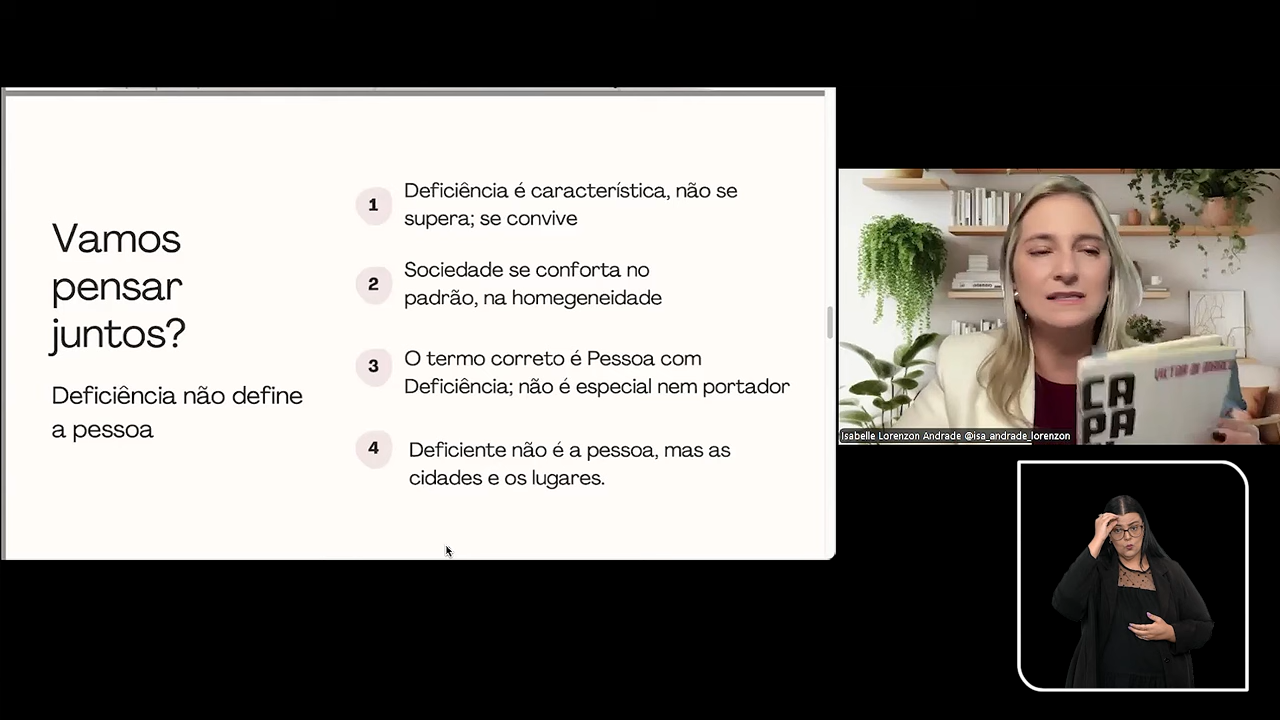 Vamos
pensar
juntos?
Deficiência não define
a pessoa
1
Deficiência é característica, não se
supera; se convive
2
Sociedade se conforta no
padrão, na homegeneidade
3
O termo correto é Pessoa com
Deficiência; não é especial nem portador
4
Deficiente não é a pessoa, mas as
cidades e os lugares.
CA
PA
Isabelle Lorenzon Andrade @isa_andrade_lorenzon